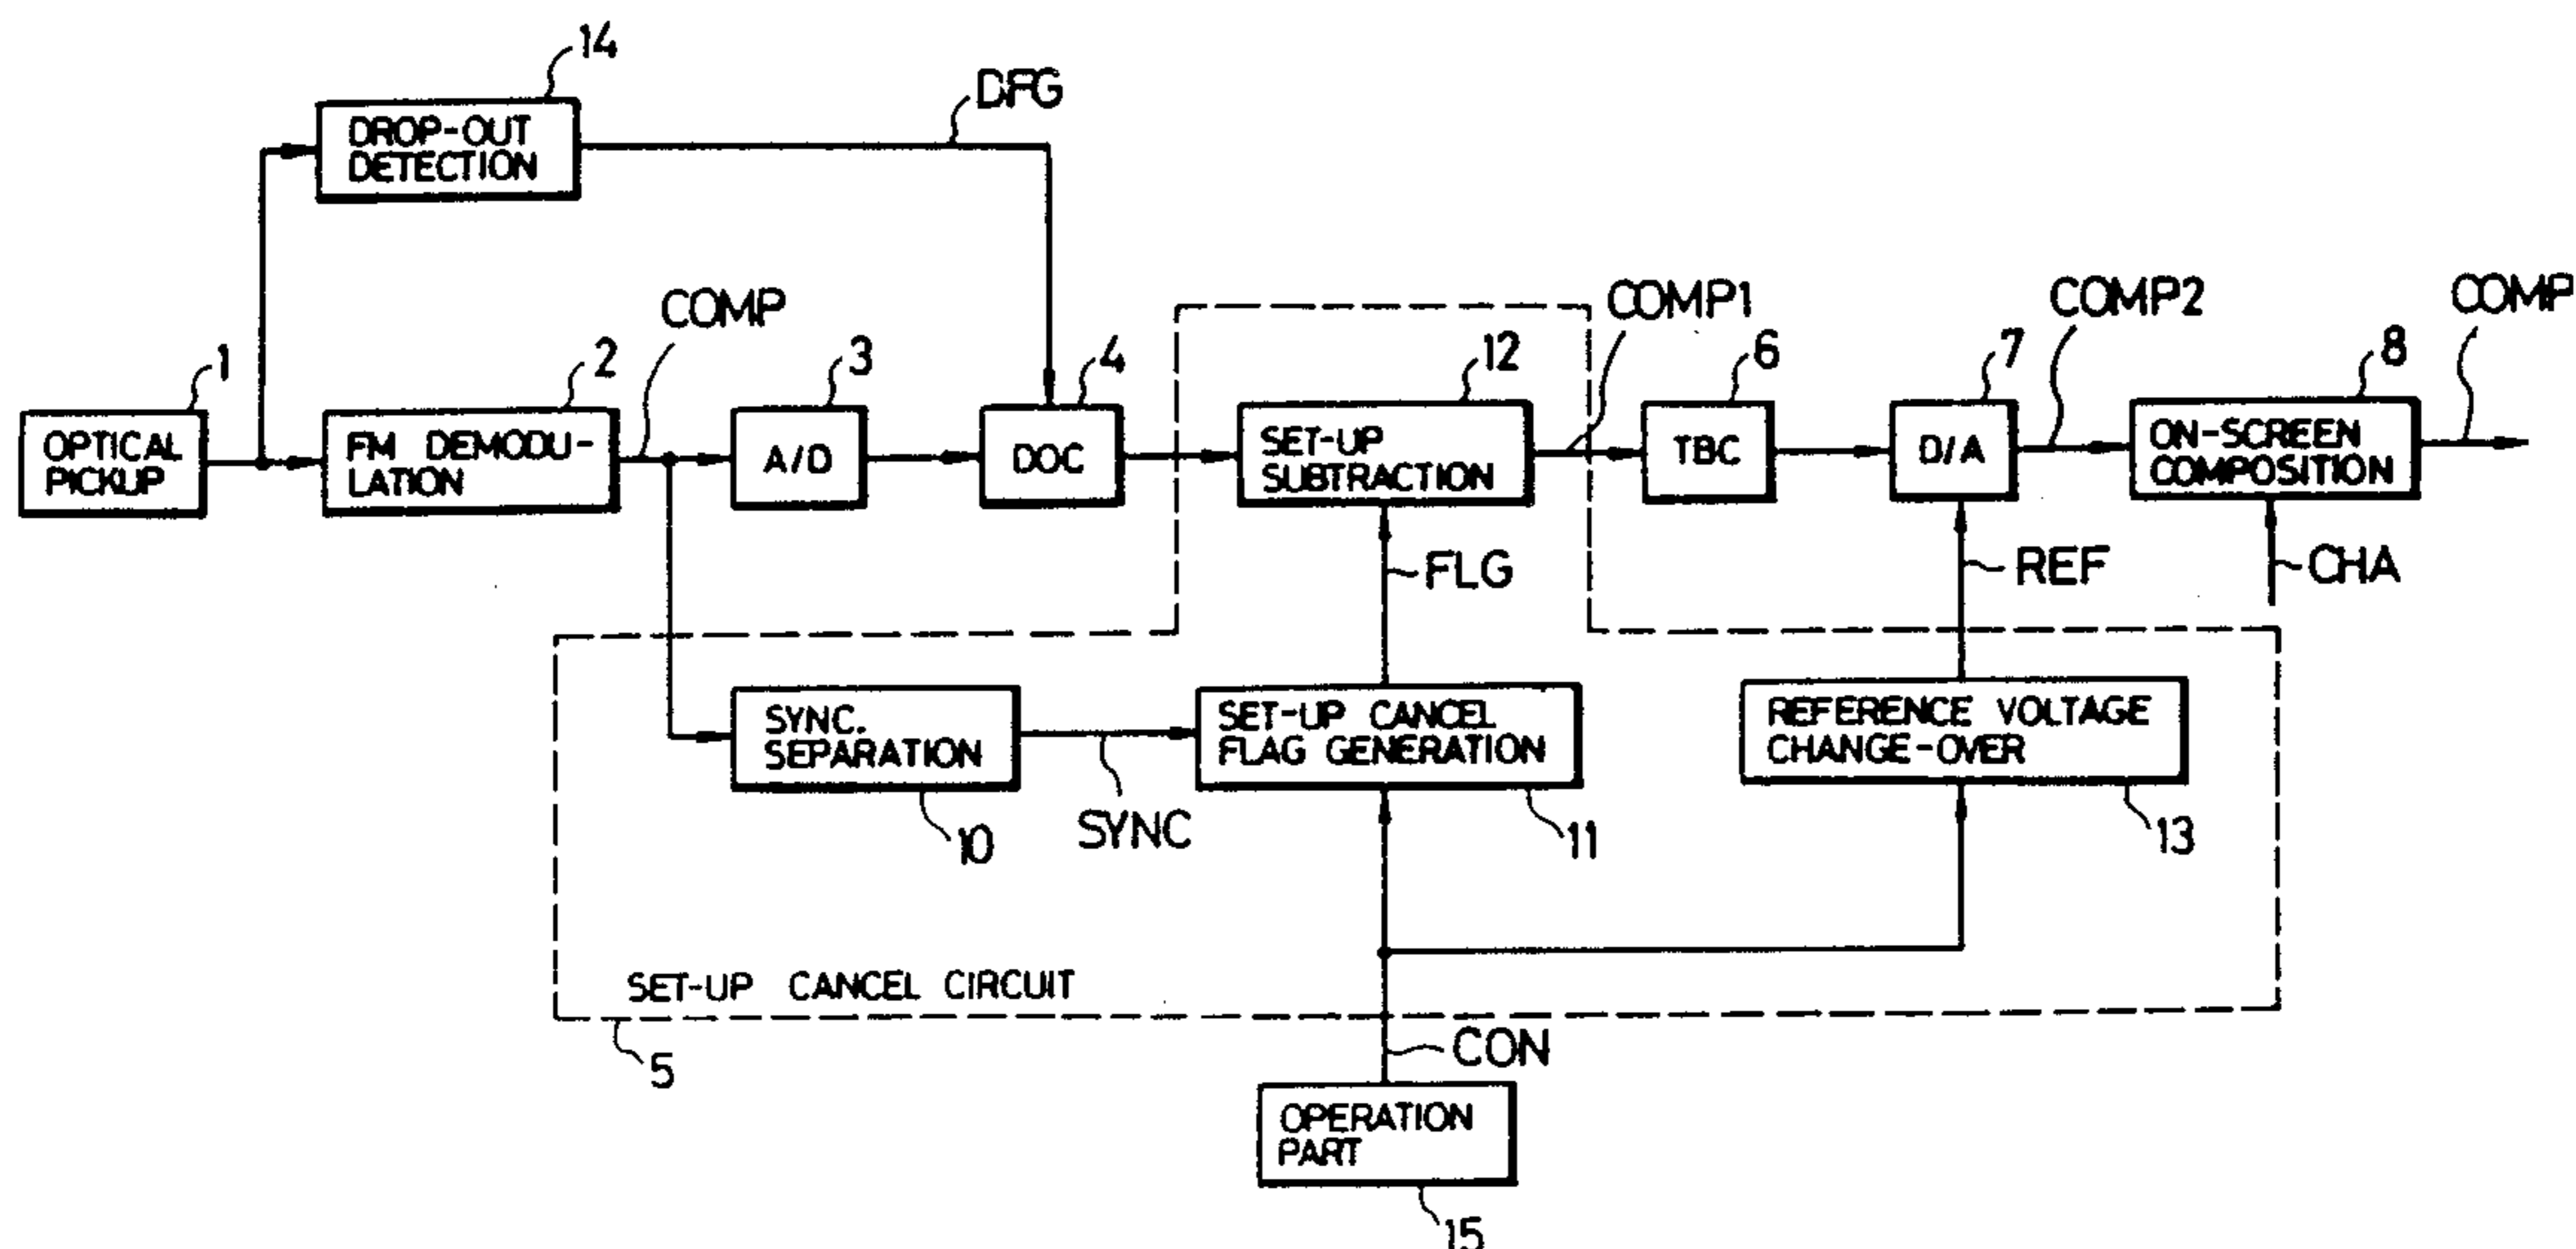 14
DROP-OUT
DETECTION
DFG
1
OPTICAL
PICKUP
2
FM DEMODU-
LATION
COMP
3
A/D
4
DOC
12
SET-UP
SUBTRACTION
COMP1
6
TBC
7
D/A
COMP2
8
ON-SCREEN
COMPOSITION
COMP
FLG
REF
CHA
SYNC.
SEPARATION
10
SYNC
SET-UP CANCEL
FLAG GENERATION
11
REFERENCE VOLTAGE
CHANGE-OVER
13
SET-UP CANCEL CIRCUIT
5
CON
OPERATION
PART
15